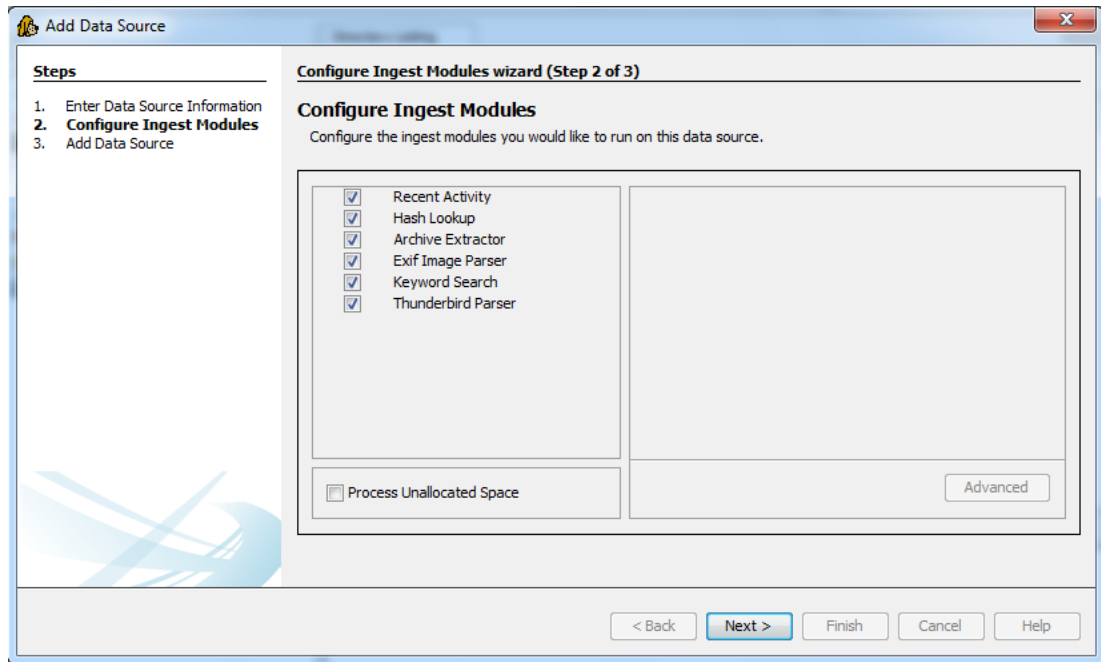 Add Data Source
Steps
1. Enter Data Source Information
2. Configure Ingest Modules
3. Add Data Source
Configure Ingest Modules wizard (Step 2 of 3)
Configure Ingest Modules
Configure the ingest modules you would like to run on this data source.
Recent Activity
Hash Lookup
Archive Extractor
Exif Image Parser
Keyword Search
Thunderbird Parser
Process Unallocated Space
Advanced
< Back
Next >
Finish
Cancel
Help